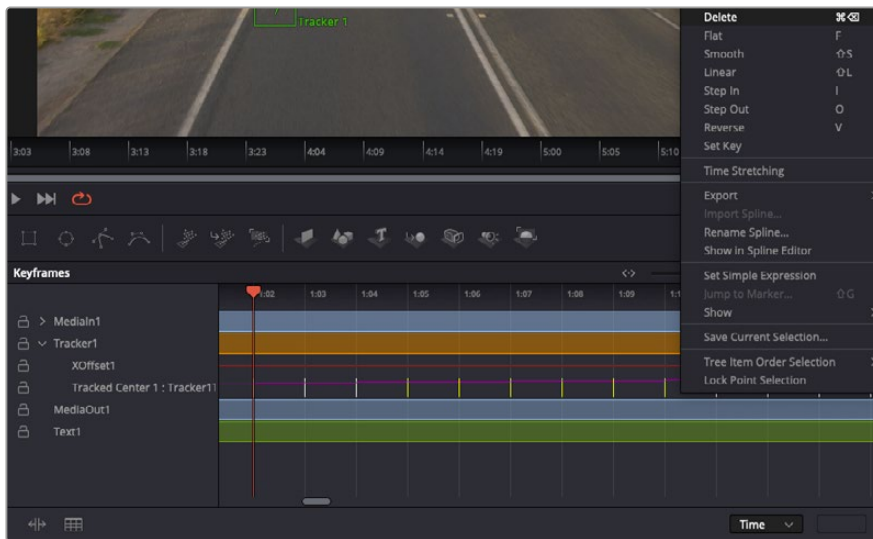 Tracker 1
Delete ⌘⌫
Flat F
Smooth ⇧S
Linear ⇧L
Step In I
Step Out O
Reverse V
Set Key
Time Stretching
Export
Import Spline...
Rename Spline...
Show in Spline Editor
Set Simple Expression
Jump to Marker... ⇧G
Show
Save Current Selection...
Tree Item Order Selection
Lock Point Selection
3:03 3:08 3:13 3:18 3:23 4:04 4:09 4:14 4:19 5:00 5:05 5:10
Keyframes
1:02 1:03 1:04 1:05 1:06 1:07 1:08 1:09
MediaIn1
Tracker1
XOffset1
Tracked Center 1 : Tracker1
MediaOut1
Text1
Time